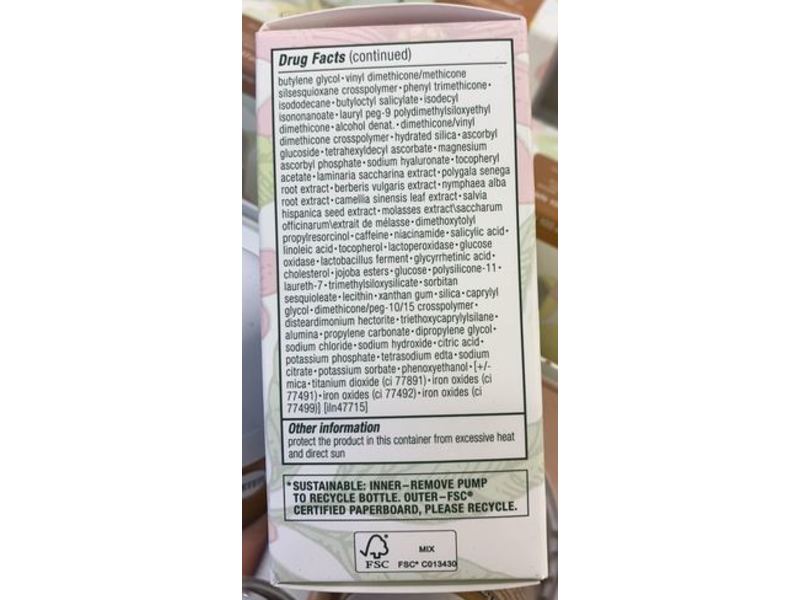 Drug Facts (continued)
butylene glycol•vinyl dimethicone/methicone
silsesquioxane crosspolymer•phenyl trimethicone•
isododecane•butyloctyl salicylate•isodecyl
isononanoate•lauryl peg-9 polydimethylsiloxyethyl
dimethicone•alcohol denat.•dimethicone/vinyl
dimethicone crosspolymer•hydrated silica•ascorbyl
glucoside•tetrahexyldecyl ascorbate•magnesium
ascorbyl phosphate•sodium hyaluronate•tocopheryl
acetate•laminaria saccharina extract•polygala senega
root extract•berberis vulgaris extract•nymphaea alba
root extract•camellia sinensis leaf extract•salvia
hispanica seed extract•molasses extract\saccharum
officinarum\extrait de mélasse•dimethoxytolyl
propylresorcinol•caffeine•niacinamide•salicylic acid•
linoleic acid•tocopherol•lactoperoxidase•glucose
oxidase•lactobacillus ferment•glycyrrhetinic acid•
cholesterol•jojoba esters•glucose•polysilicone-11•
laureth-7•trimethylsiloxysilicate•sorbitan
sesquioleate•lecithin•xanthan gum•silica•caprylyl
glycol•dimethicone/peg-10/15 crosspolymer•
disteardimonium hectorite•triethoxycaprylylsilane•
alumina•propylene carbonate•dipropylene glycol•
sodium chloride•sodium hydroxide•citric acid•
potassium phosphate•tetrasodium edta•sodium
citrate•potassium sorbate•phenoxyethanol•[+/-
mica•titanium dioxide (ci 77891)•iron oxides (ci
77491)•iron oxides (ci 77492)•iron oxides (ci
77499)] [iln47715]
Other information
protect the product in this container from excessive heat
and direct sun
*SUSTAINABLE: INNER–REMOVE PUMP
TO RECYCLE BOTTLE. OUTER–FSC®
CERTIFIED PAPERBOARD, PLEASE RECYCLE.
MIX
FSC FSC® C013430